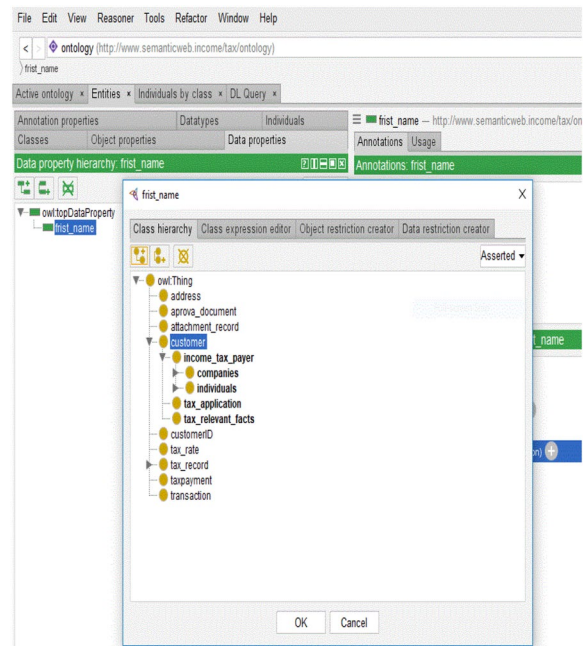 File Edit View Reasoner Tools Refactor Window Help
< > ontology (http://www.semanticweb.income/tax/ontology)
frist_name
Active ontology × Entities × Individuals by class × DL Query ×
Annotation properties Datatypes Individuals
Classes Object properties Data properties
frist_name — http://www.semanticweb.income/tax/on
Annotations Usage
Data property hierarchy: frist_name
Annotations: frist_name
owl:topDataProperty
frist_name
frist_name X
Class hierarchy Class expression editor Object restriction creator Data restriction creator
Asserted
owl:Thing
address
aprova_document
attachment_record
customer
income_tax_payer
companies
individuals
tax_application
tax_relevant_facts
customerID
tax_rate
tax_record
taxpayment
transaction
t_name
on)
OK Cancel